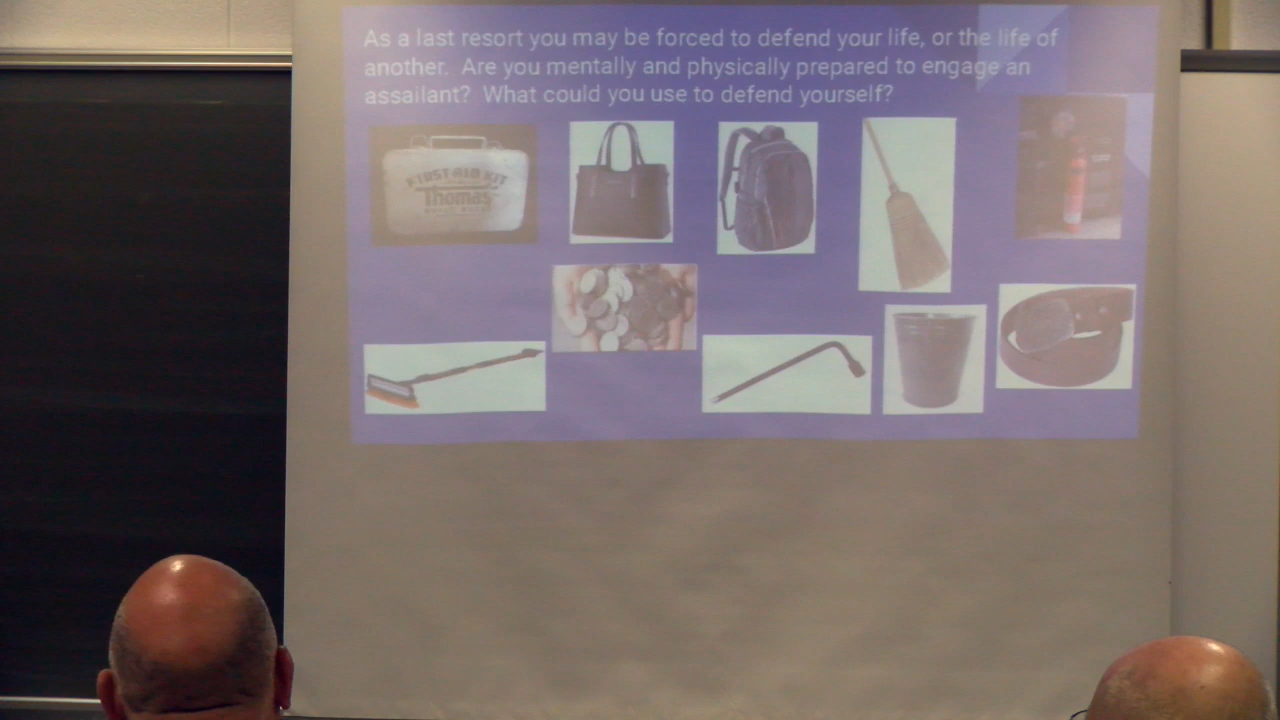 As a last resort you may be forced to defend your life, or the life of
another. Are you mentally and physically prepared to engage an
assailant? What could you use to defend yourself?
FIRST-AID KIT
Thomas